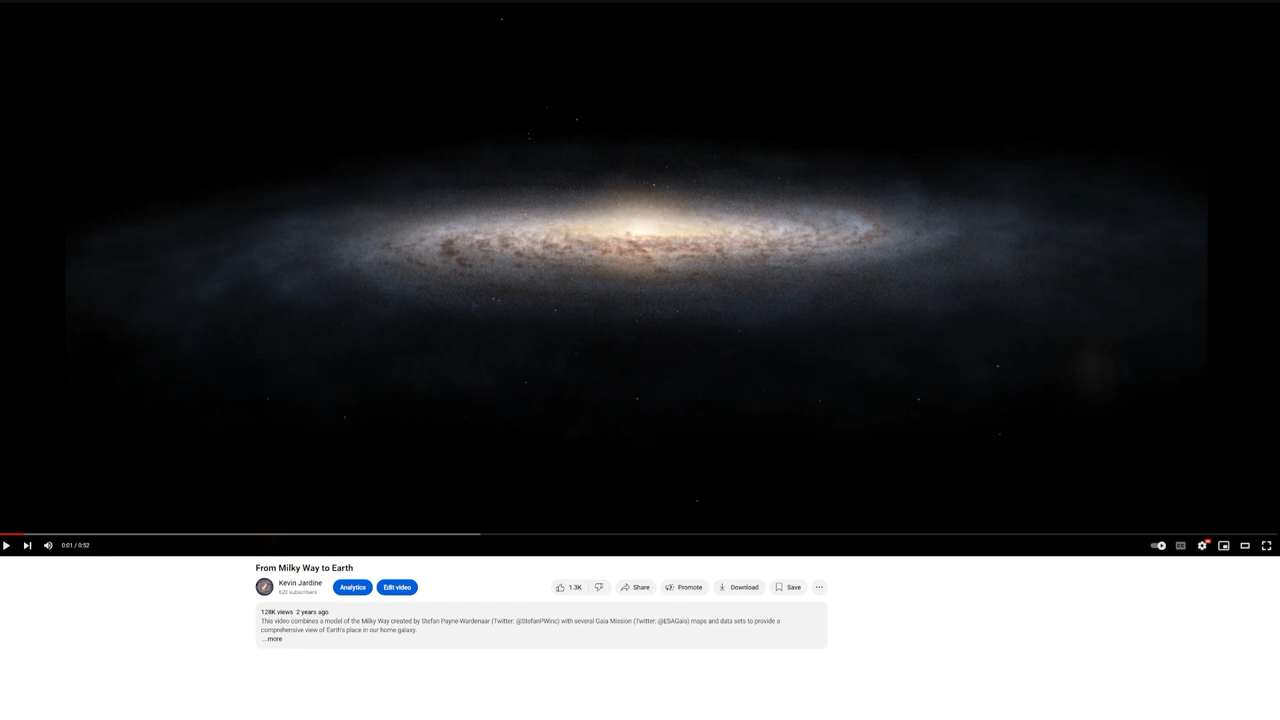 0:01 / 0:52
From Milky Way to Earth
Kevin Jardine
620 subscribers
Analytics
Edit video
1.3K
Share
Promote
Download
Save
128K views 2 years ago
This video combines a model of the Milky Way created by Stefan Payne-Wardenaar (Twitter: @StefanPWinc) with several Gaia Mission (Twitter: @ESAGaia) maps and data sets to provide a
comprehensive view of Earth's place in our home galaxy.
...more